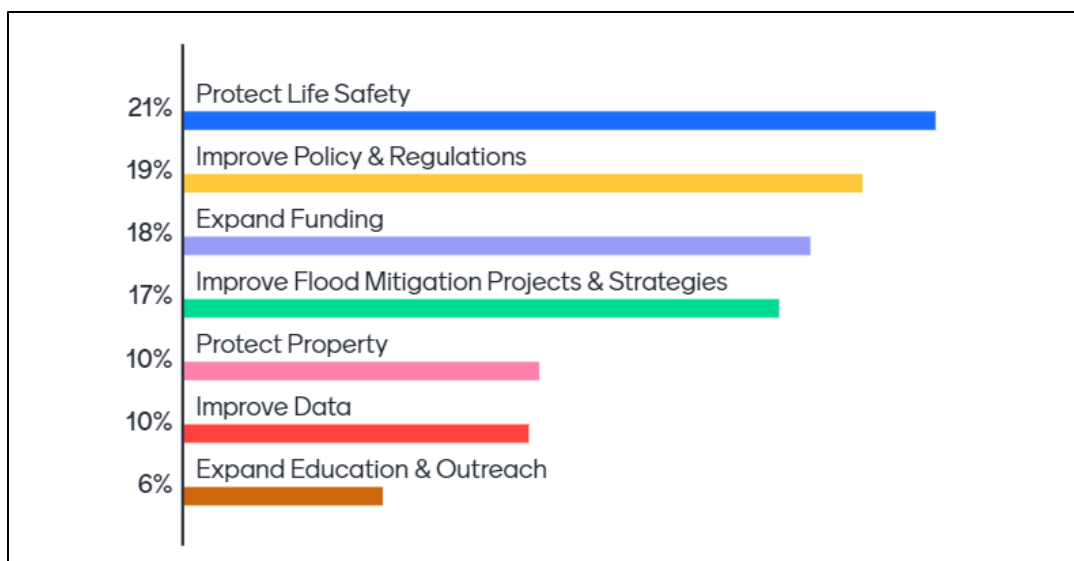 Protect Life Safety
21%
Improve Policy & Regulations
19%
Expand Funding
18%
Improve Flood Mitigation Projects & Strategies
17%
Protect Property
10%
Improve Data
10%
Expand Education & Outreach
6%